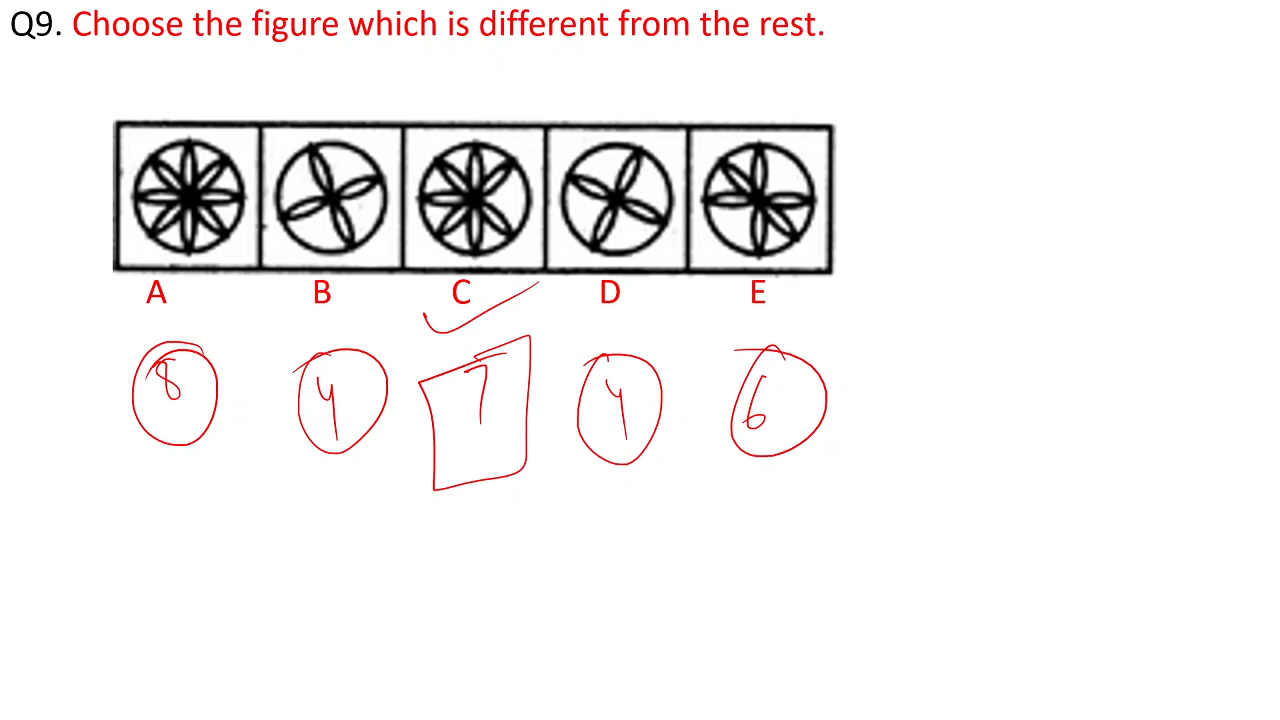 Q9. Choose the figure which is different from the rest.
A B C D E
8 4 7 4 6